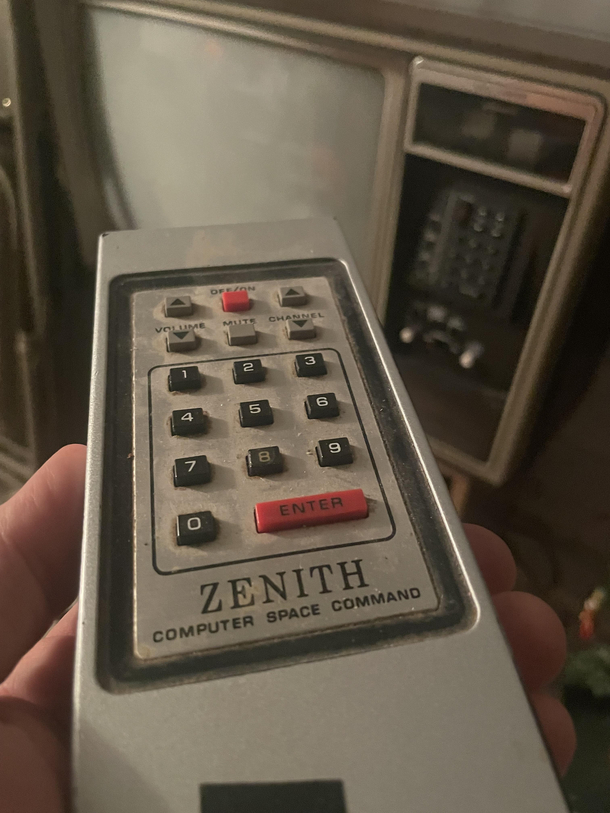 OFF/ON
VOLUME MUTE CHANNEL
1 2 3
4 5 6
7 8 9
0 ENTER
ZENITH
COMPUTER SPACE COMMAND